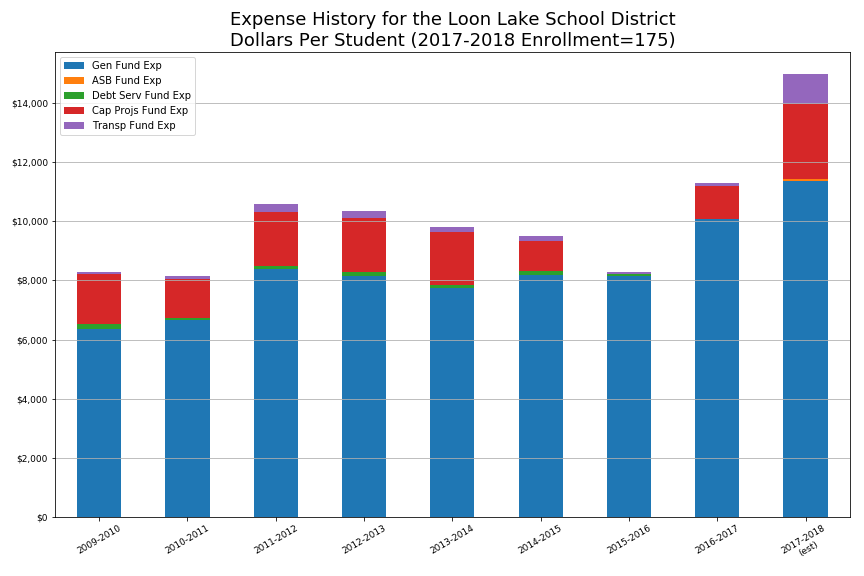 Expense History for the Loon Lake School District
Dollars Per Student (2017-2018 Enrollment=175)
Gen Fund Exp
ASB Fund Exp
Debt Serv Fund Exp
Cap Projs Fund Exp
Transp Fund Exp
$14,000
$12,000
$10,000
$8,000
$6,000
$4,000
$2,000
$0
2009-2010
2010-2011
2011-2012
2012-2013
2013-2014
2014-2015
2015-2016
2016-2017
2017-2018
(est)